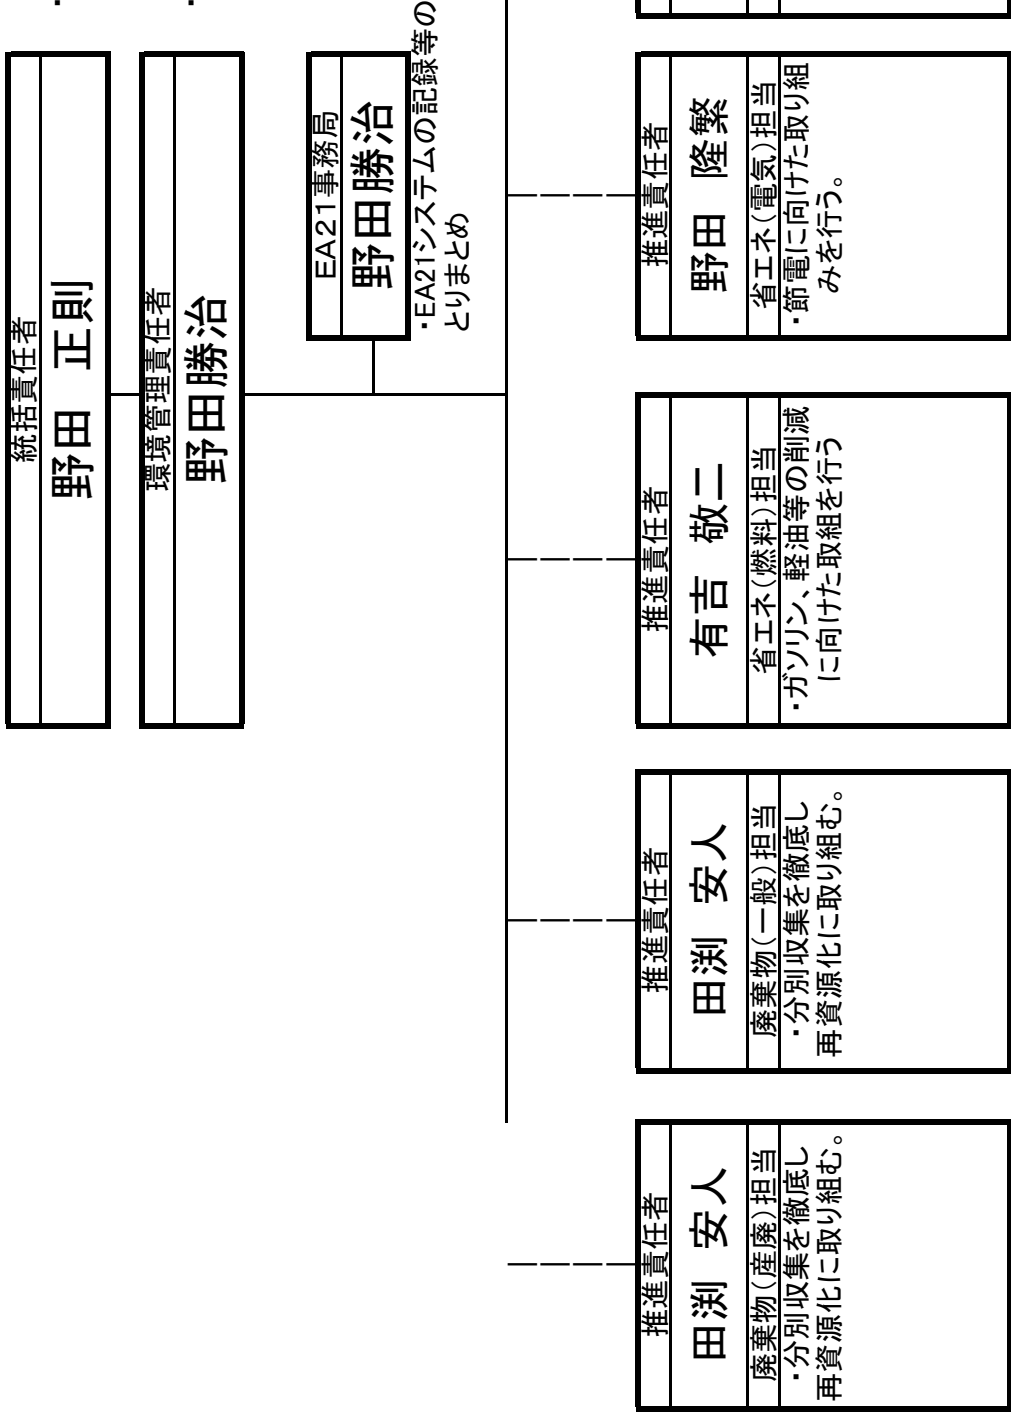 統括責任者
野田　正則
環境管理責任者
野田勝治
EA21事務局
野田勝治
・EA21システムの記録等の
とりまとめ
推進責任者
田渕　安人
廃棄物(産廃)担当
・分別収集を徹底し
再資源化に取り組む。
推進責任者
田渕　安人
廃棄物(一般)担当
・分別収集を徹底し
再資源化に取り組む。
推進責任者
有吉　敬二
省エネ(燃料)担当
・ガソリン、軽油等の削減
に向けた取組を行う
推進責任者
野田　隆繁
省エネ(電気)担当
・節電に向けた取り組
みを行う。